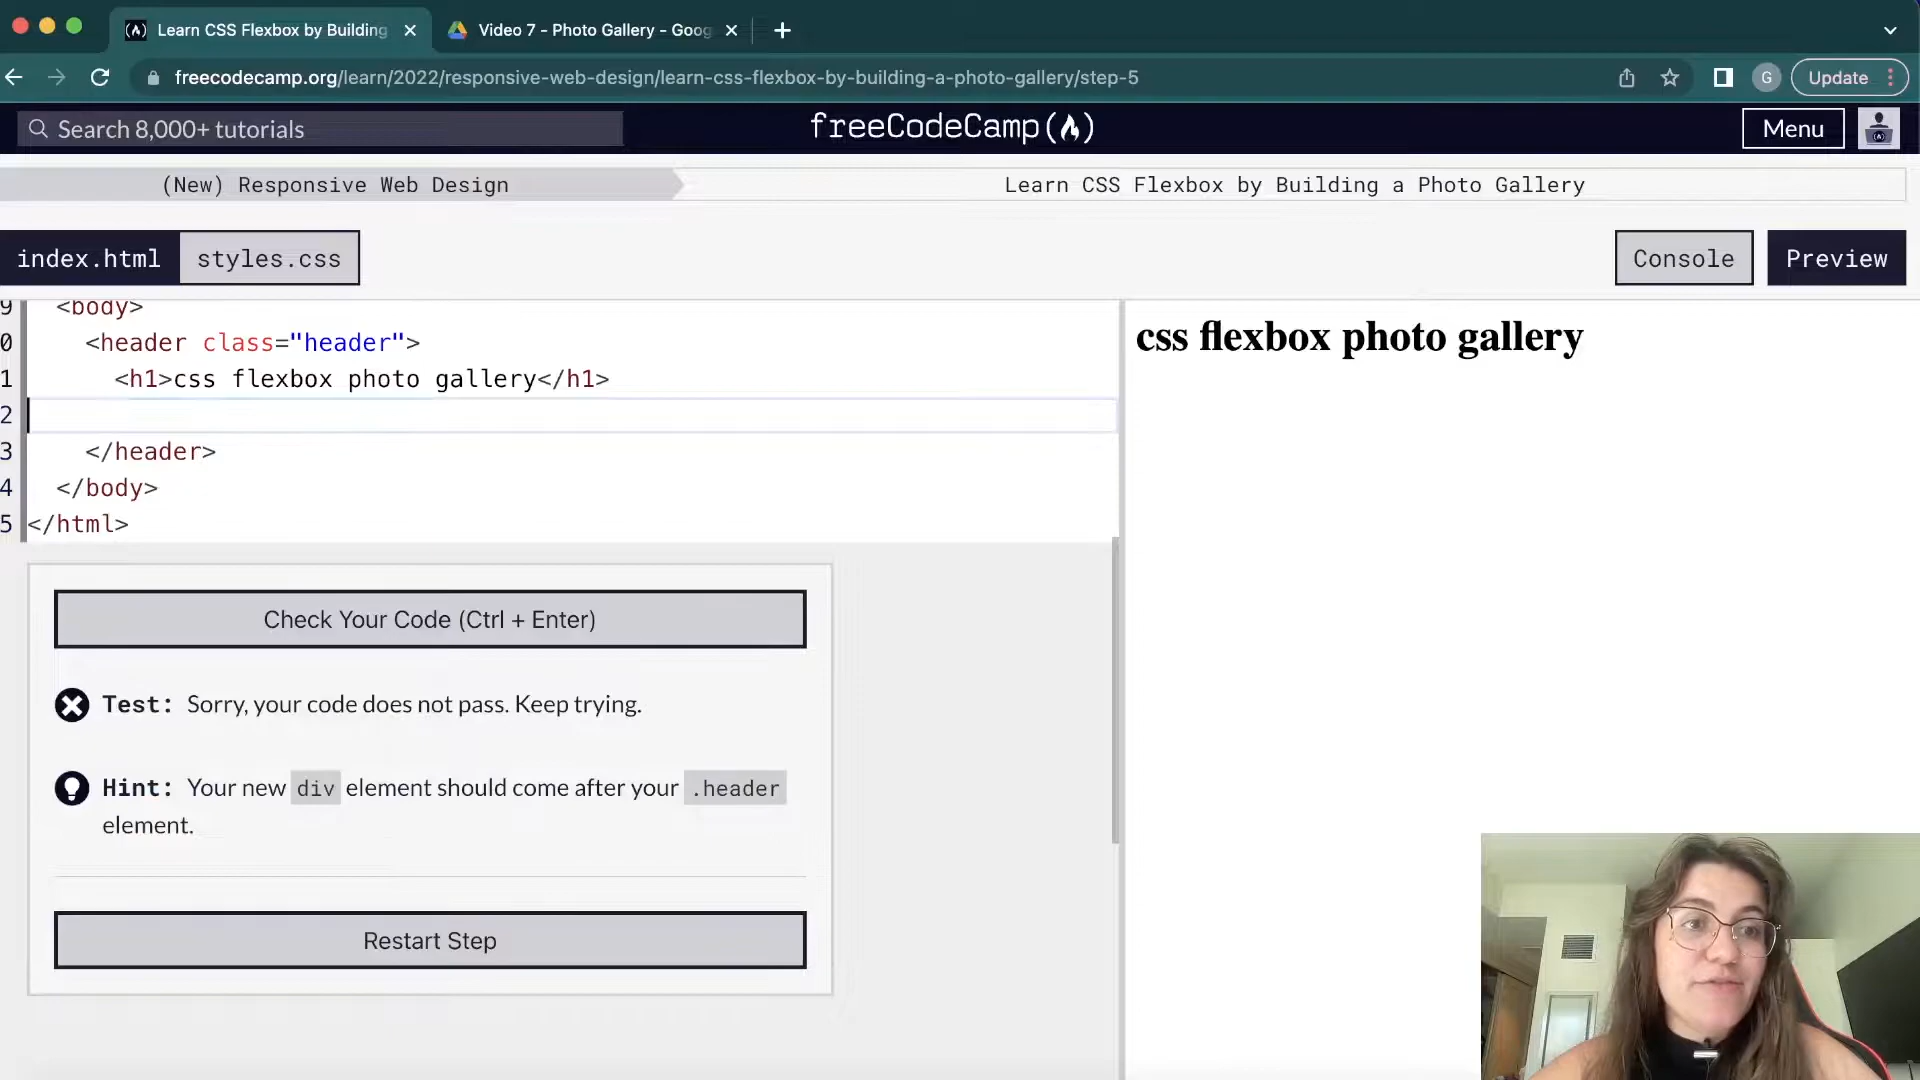 Learn CSS Flexbox by Building
Video 7 - Photo Gallery - Goog
freecodecamp.org/learn/2022/responsive-web-design/learn-css-flexbox-by-building-a-photo-gallery/step-5
G
Update
Search 8,000+ tutorials
freeCodeCamp(🔥)
Menu
(New) Responsive Web Design
Learn CSS Flexbox by Building a Photo Gallery
index.html
styles.css
Console
Preview
9 <body>
0 <header class="header">
1 <h1>css flexbox photo gallery</h1>
2
3 </header>
4 </body>
5 </html>
css flexbox photo gallery
Check Your Code (Ctrl + Enter)
Test: Sorry, your code does not pass. Keep trying.
Hint: Your new div element should come after your .header
element.
Restart Step